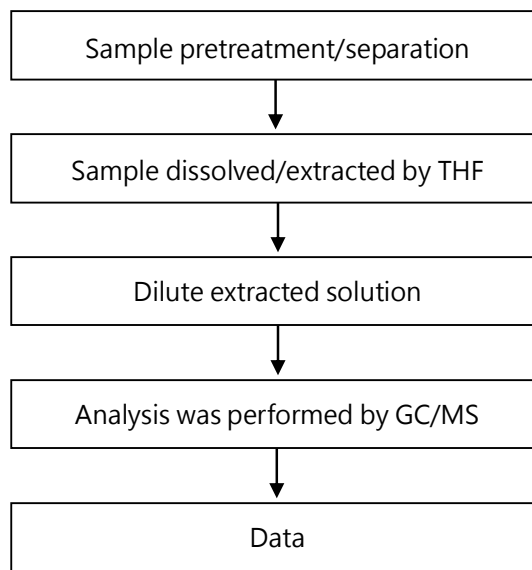 Sample pretreatment/separation
Sample dissolved/extracted by THF
Dilute extracted solution
Analysis was performed by GC/MS
Data